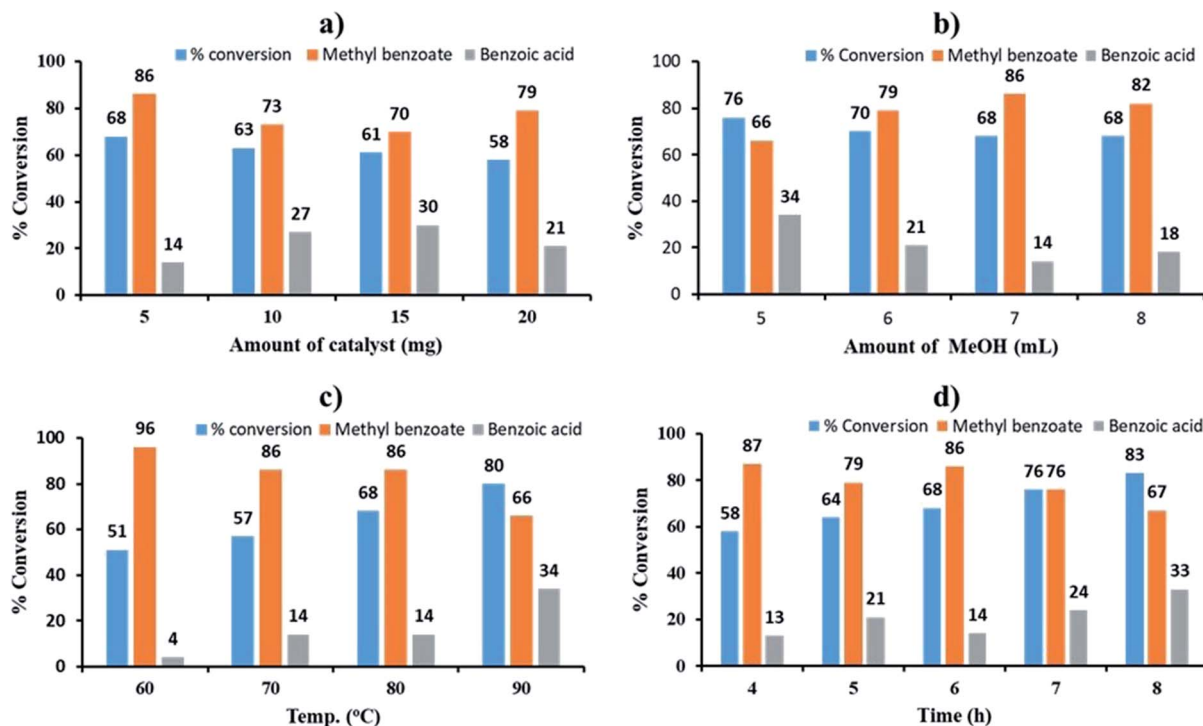 a)
% conversion Methyl benzoate Benzoic acid
% Conversion
100
80
60
40
20
0
68 86 14
63 73 27
61 70 30
58 79 21
5 10 15 20
Amount of catalyst (mg)
b)
% Conversion Methyl benzoate Benzoic acid
% Conversion
100
80
60
40
20
0
76 66 34
70 79 21
68 86 14
68 82 18
5 6 7 8
Amount of MeOH (mL)
c)
% conversion Methyl benzoate Benzoic acid
% Conversion
100
80
60
40
20
0
51 96 4
57 86 14
68 86 14
80 66 34
60 70 80 90
Temp. (°C)
d)
% Conversion Methyl benzoate Benzoic acid
% Conversion
100
80
60
40
20
0
58 87 13
64 79 21
68 86 14
76 76 24
83 67 33
4 5 6 7 8
Time (h)